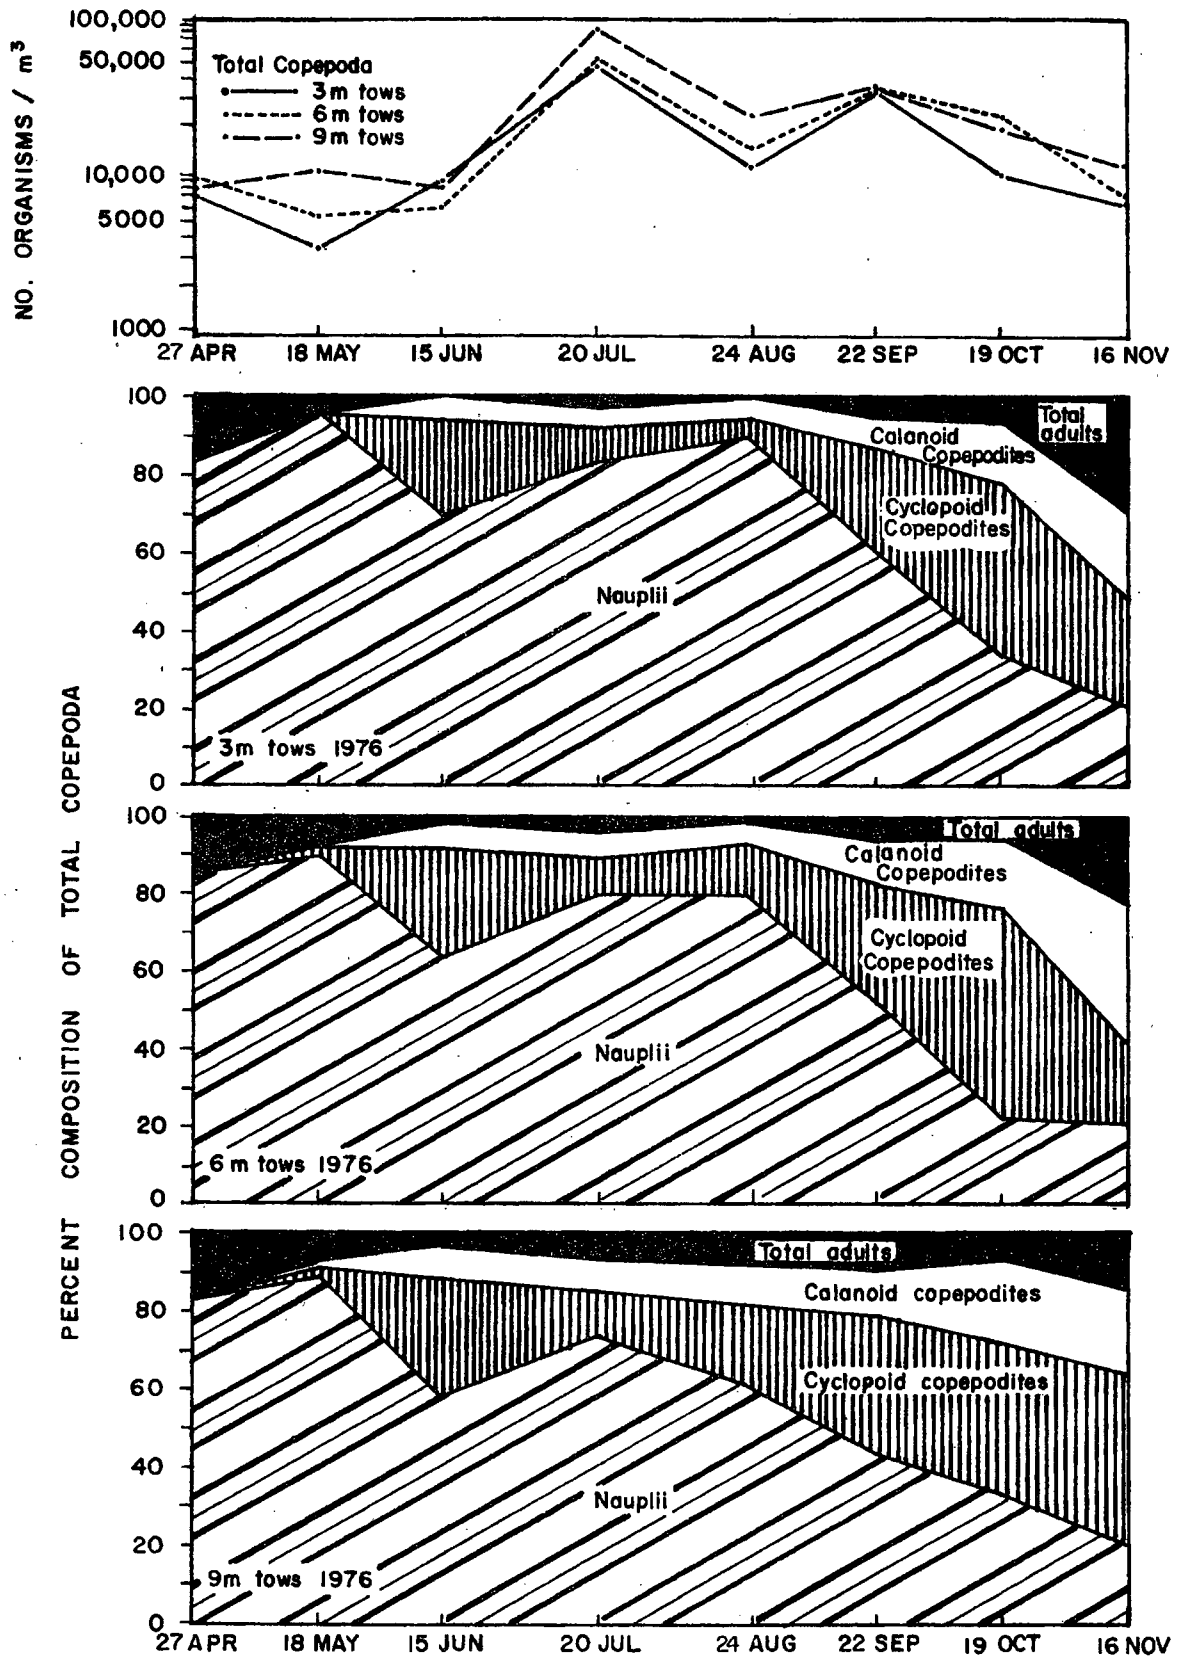 100,000
50,000
10,000
5000
1000
NO. ORGANISMS / m³
Total Copepoda
3m tows
6m tows
9m tows
27 APR 18 MAY 15 JUN 20 JUL 24 AUG 22 SEP 19 OCT 16 NOV
PERCENT COMPOSITION OF TOTAL COPEPODA
100
80
60
40
20
0
Total
adults
Calanoid
Copepodites
Cyclopoid
Copepodites
Nauplii
3m tows 1976
100
80
60
40
20
0
Total adults
Calanoid
Copepodites
Cyclopoid
Copepodites
Nauplii
6m tows 1976
100
80
60
40
20
0
Total adults
Calanoid copepodites
Cyclopoid copepodites
Nauplii
9m tows 1976
27 APR 18 MAY 15 JUN 20 JUL 24 AUG 22 SEP 19 OCT 16 NOV